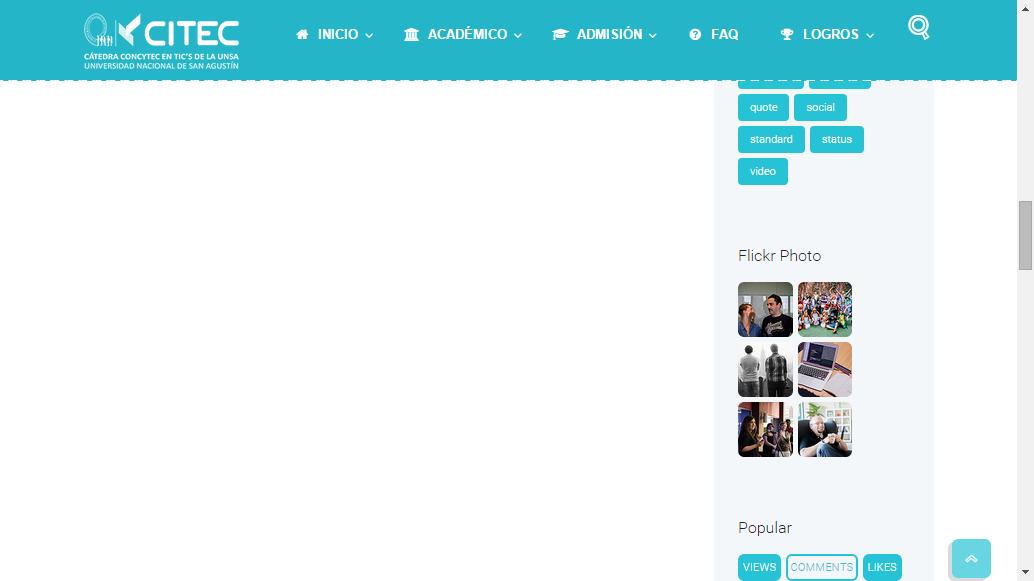 CITEC
CÁTEDRA CONCYTEC EN TIC'S DE LA UNSA
UNIVERSIDAD NACIONAL DE SAN AGUSTÍN
INICIO
ACADÉMICO
ADMISIÓN
FAQ
LOGROS
quote
social
standard
status
video
Flickr Photo
Popular
VIEWS
COMMENTS
LIKES